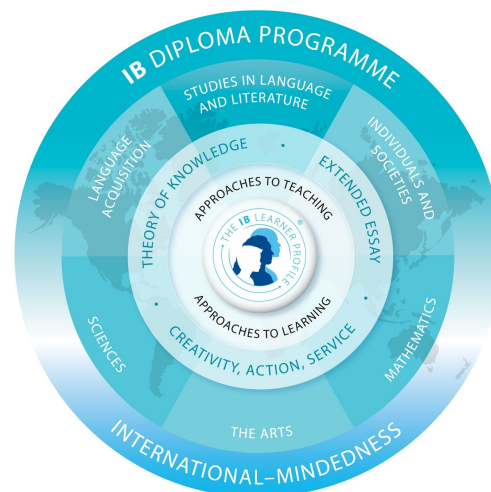 IB DIPLOMA PROGRAMME
STUDIES IN LANGUAGE
AND LITERATURE
LANGUAGE
ACQUISITION
INDIVIDUALS AND
SOCIETIES
THEORY OF KNOWLEDGE
EXTENDED ESSAY
APPROACHES TO TEACHING
THE IB LEARNER PROFILE ®
APPROACHES TO LEARNING
CREATIVITY, ACTION, SERVICE
SCIENCES
MATHEMATICS
THE ARTS
INTERNATIONAL–MINDEDNESS